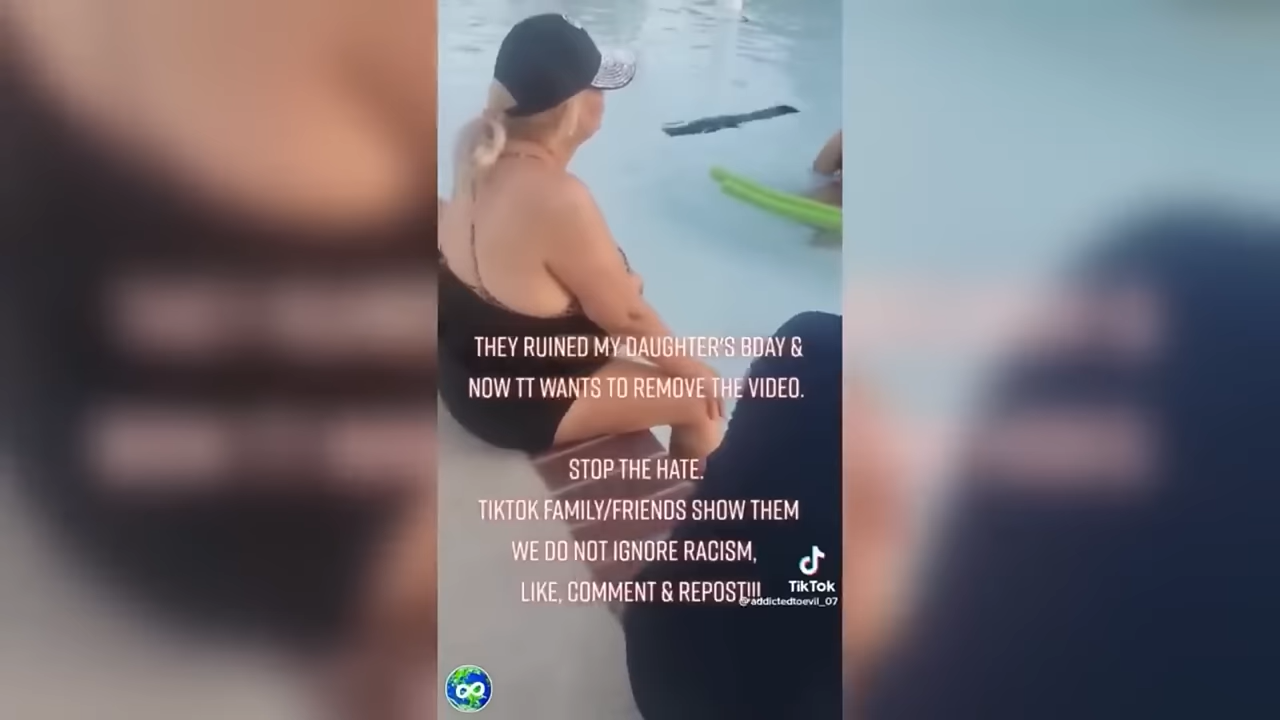 THEY RUINED MY DAUGHTER'S BDAY &
NOW TT WANTS TO REMOVE THE VIDEO.
STOP THE HATE.
TIKTOK FAMILY/FRIENDS SHOW THEM
WE DO NOT IGNORE RACISM,
LIKE, COMMENT & REPOST!!!
TikTok
@addictedtoevil_07